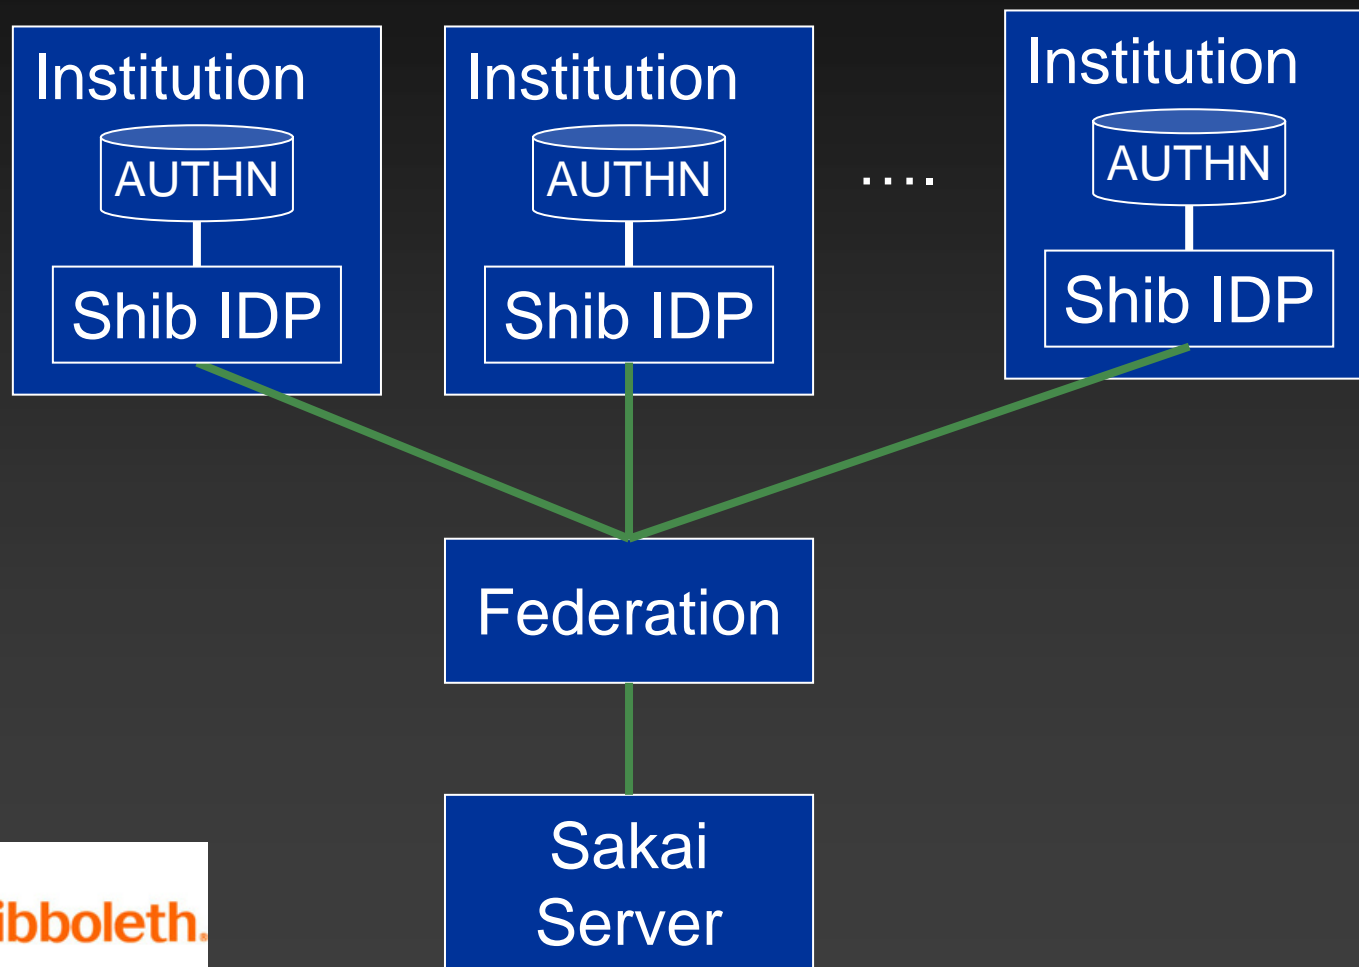 Institution
AUTHN
Shib IDP
Institution
AUTHN
Shib IDP
....
Institution
AUTHN
Shib IDP
Federation
Sakai
Server
ibboleth.